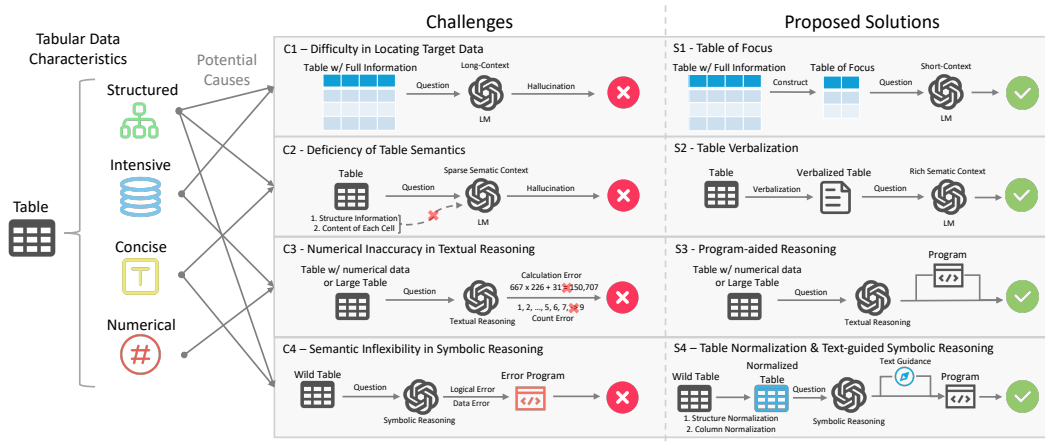 Challenges
Proposed Solutions
Tabular Data
Characteristics
Potential
Causes
Table
Structured
Intensive
Concise
T
Numerical
#
C1 – Difficulty in Locating Target Data
Table w/ Full Information
Question
Long-Context
LM
Hallucination
S1 - Table of Focus
Table w/ Full Information
Construct
Table of Focus
Question
Short-Context
LM
C2 - Deficiency of Table Semantics
Table
Question
Sparse Sematic Context
LM
Hallucination
1. Structure Information
2. Content of Each Cell
S2 – Table Verbalization
Table
Verbalization
Verbalized Table
Question
Rich Sematic Context
LM
C3 - Numerical Inaccuracy in Textual Reasoning
Table w/ numerical data
or Large Table
Question
Textual Reasoning
Calculation Error
667 x 226 + 31 = 150,707
1, 2, ..., 5, 6, 7, 9
Count Error
S3 – Program-aided Reasoning
Table w/ numerical data
or Large Table
Question
Textual Reasoning
Program
C4 – Semantic Inflexibility in Symbolic Reasoning
Wild Table
Question
Symbolic Reasoning
Logical Error
Data Error
Error Program
S4 – Table Normalization & Text-guided Symbolic Reasoning
Wild Table
Normalized
Table
1. Structure Normalization
2. Column Normalization
Question
Symbolic Reasoning
Text Guidance
Program